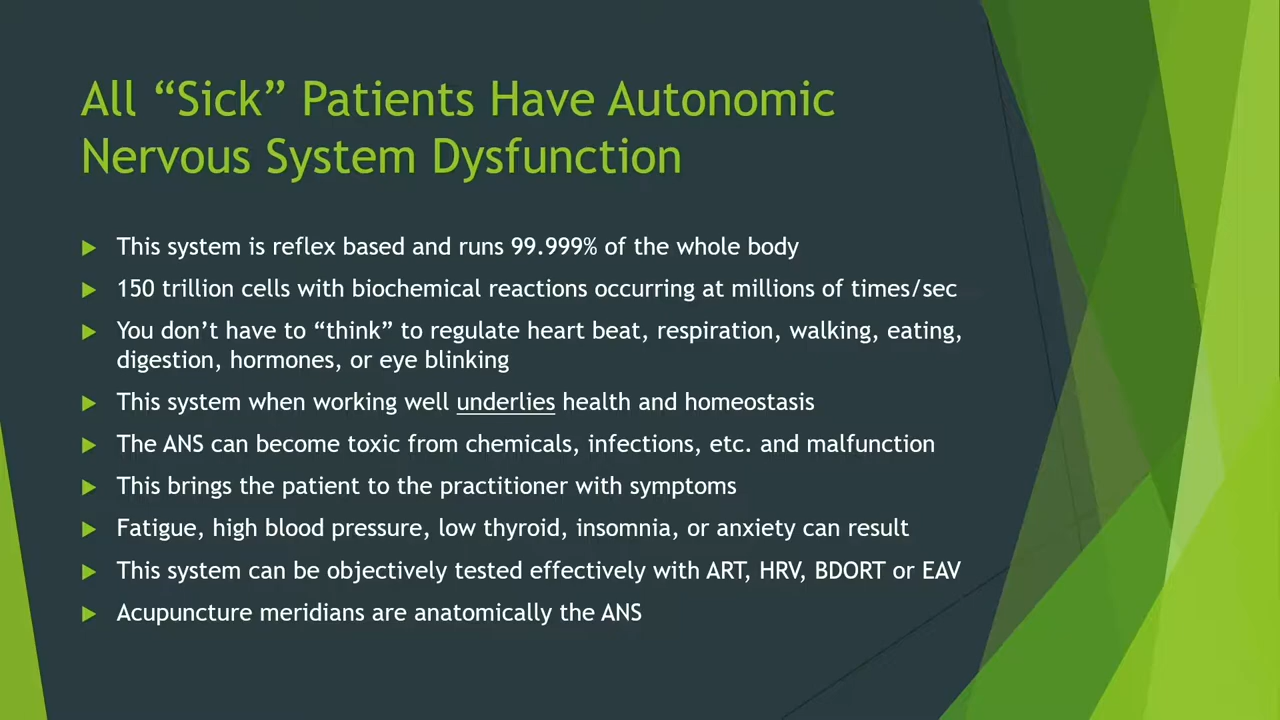 All “Sick” Patients Have Autonomic
Nervous System Dysfunction
This system is reflex based and runs 99.999% of the whole body
150 trillion cells with biochemical reactions occurring at millions of times/sec
You don’t have to “think” to regulate heart beat, respiration, walking, eating,
digestion, hormones, or eye blinking
This system when working well underlies health and homeostasis
The ANS can become toxic from chemicals, infections, etc. and malfunction
This brings the patient to the practitioner with symptoms
Fatigue, high blood pressure, low thyroid, insomnia, or anxiety can result
This system can be objectively tested effectively with ART, HRV, BDORT or EAV
Acupuncture meridians are anatomically the ANS